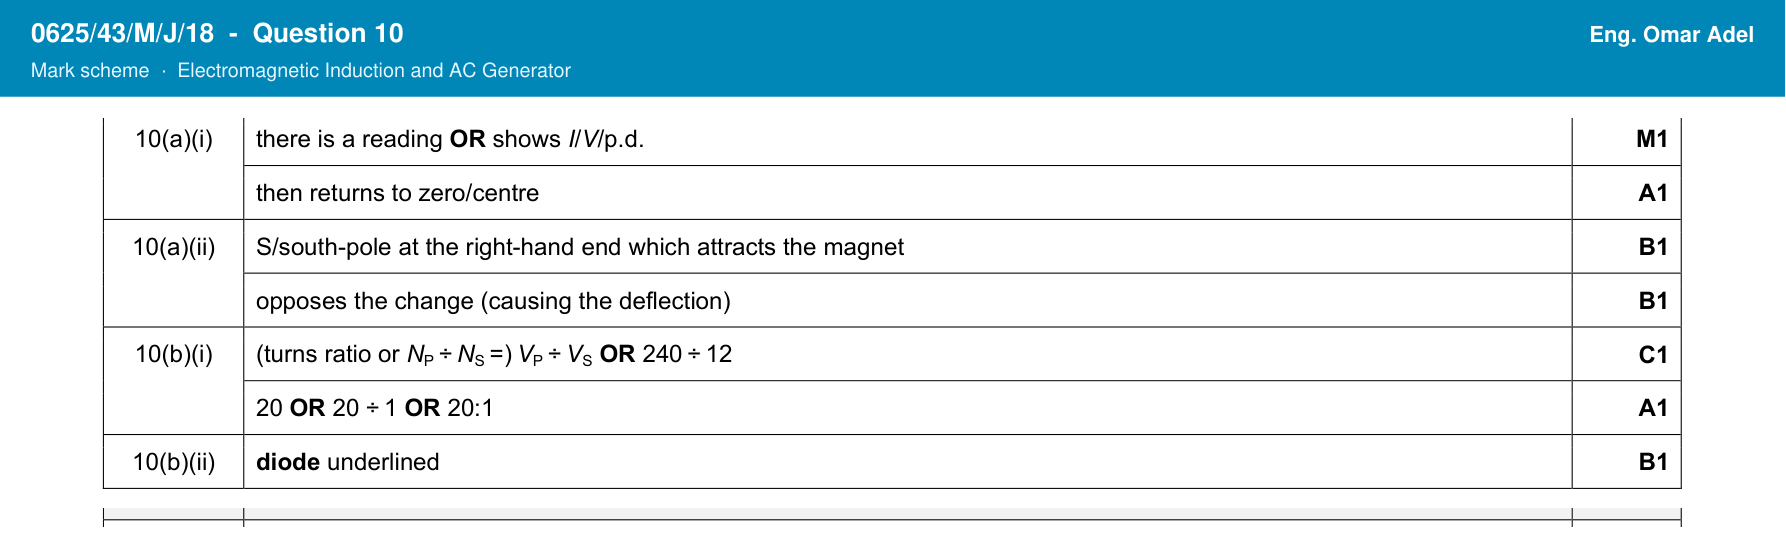 0625/43/M/J/18 - Question 10
Eng. Omar Adel
Mark scheme · Electromagnetic Induction and AC Generator
10(a)(i) there is a reading OR shows I/V/p.d. M1
then returns to zero/centre A1
10(a)(ii) S/south-pole at the right-hand end which attracts the magnet B1
opposes the change (causing the deflection) B1
10(b)(i) (turns ratio or NP ÷ NS =) VP ÷ VS OR 240 ÷ 12 C1
20 OR 20 ÷ 1 OR 20:1 A1
10(b)(ii) diode underlined B1